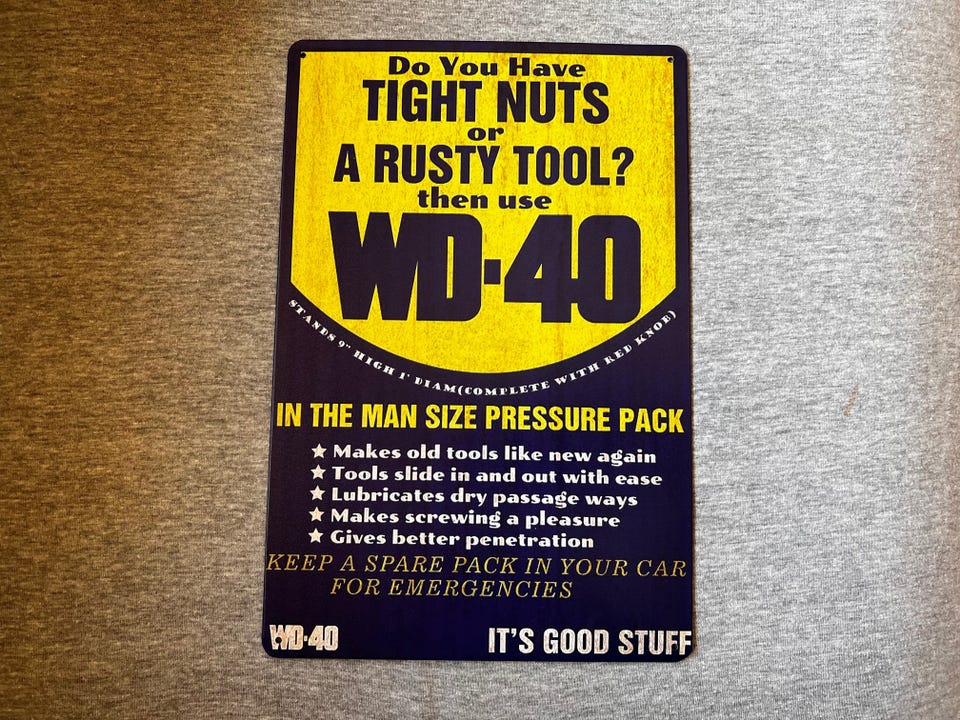 Do You Have
TIGHT NUTS
or
A RUSTY TOOL?
then use
WD-40
STANDS 9" HIGH 1' DIAM(COMPLETE WITH RED KNOB)
IN THE MAN SIZE PRESSURE PACK
★ Makes old tools like new again
★ Tools slide in and out with ease
★ Lubricates dry passage ways
★ Makes screwing a pleasure
★ Gives better penetration
KEEP A SPARE PACK IN YOUR CAR
FOR EMERGENCIES
WD-40 IT'S GOOD STUFF